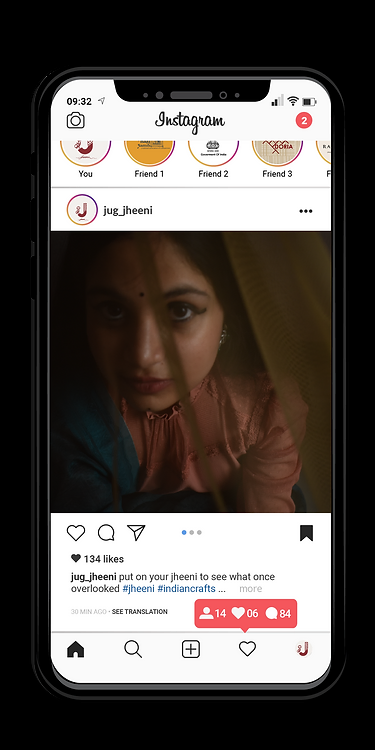 09:32
Instagram
2
You Friend 1 Friend 2 Friend 3
jug_jheeni
134 likes
jug_jheeni put on your jheeni to see what once
overlooked #jheeni #indiancrafts ... more
30 MIN AGO • SEE TRANSLATION
14 06 84